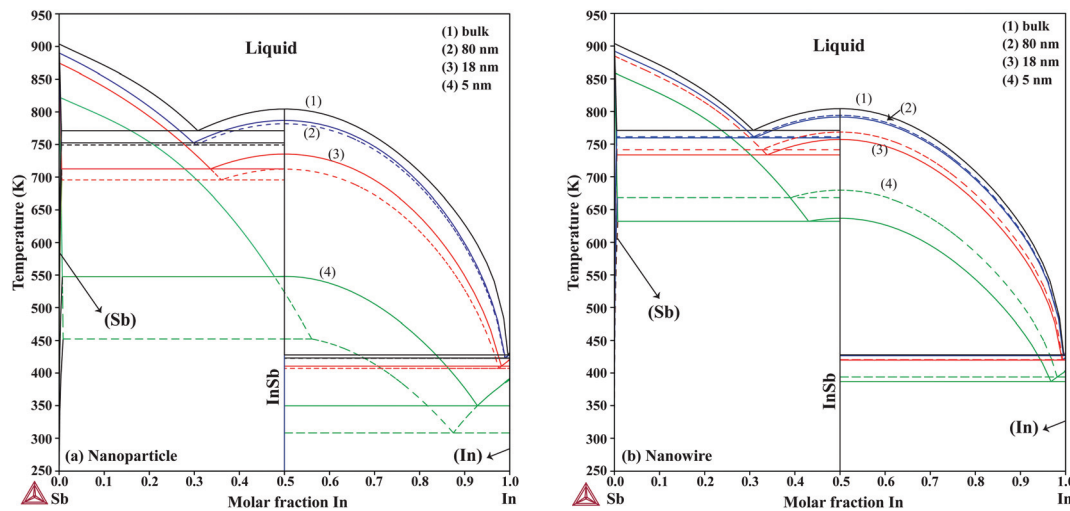 950
900
850
800
750
700
650
600
550
500
450
400
350
300
250
Temperature (K)
Liquid
(1) bulk
(2) 80 nm
(3) 18 nm
(4) 5 nm
(1)
(2)
(3)
(4)
(Sb)
InSb
(In)
(a) Nanoparticle
0 0.1 0.2 0.3 0.4 0.5 0.6 0.7 0.8 0.9 1.0
Sb Molar fraction In In
950
900
850
800
750
700
650
600
550
500
450
400
350
300
250
Temperature (K)
Liquid
(1) bulk
(2) 80 nm
(3) 18 nm
(4) 5 nm
(1)
(2)
(3)
(4)
(Sb)
InSb
(In)
(b) Nanowire
0 0.1 0.2 0.3 0.4 0.5 0.6 0.7 0.8 0.9 1.0
Sb Molar fraction In In